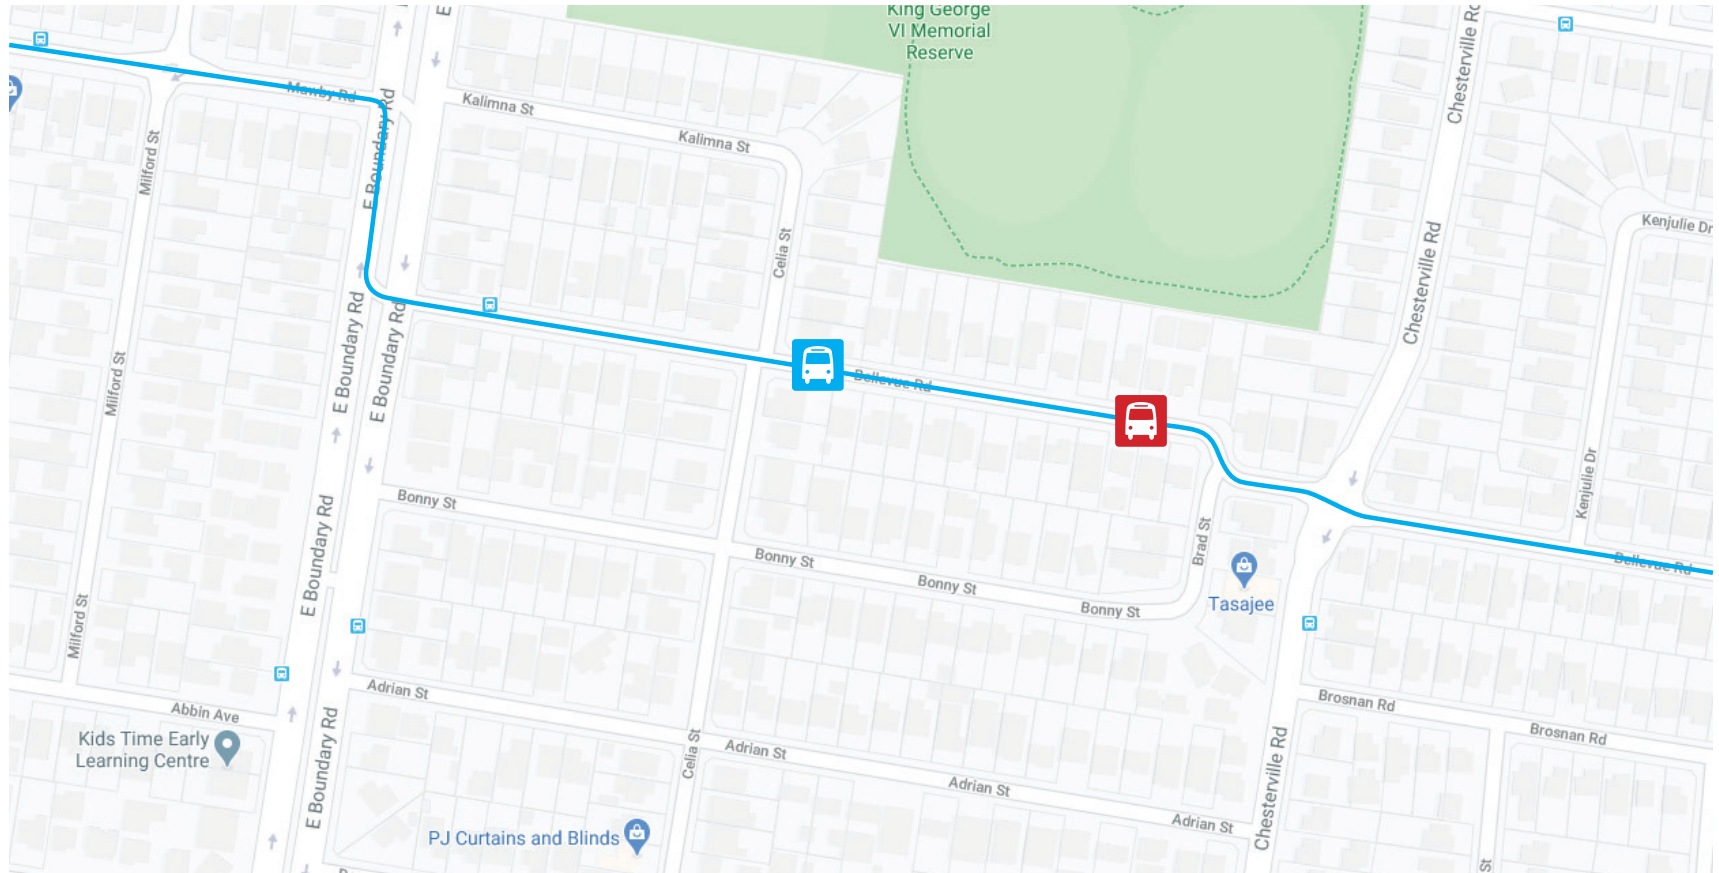 King George
VI Memorial
Reserve
E
E
Chesterville Rd
Mawby Rd
Kalimna St
Kalimna St
Milford St
E Boundary Rd
Celia St
Kenjulie Dr
Chesterville Rd
E Boundary Rd
E Boundary Rd
Milford St
Bellevue Rd
Bonny St
Kenjulie Dr
Brad St
E Boundary Rd
Bonny St
Bonny St
Bonny St
Bellevue Rd
Tasajee
Milford St
Adrian St
Abbin Ave
Brosnan Rd
Brosnan Rd
Kids Time Early
Learning Centre
E Boundary Rd
Celia St
Adrian St
Adrian St
Adrian St
Chesterville Rd
PJ Curtains and Blinds
St